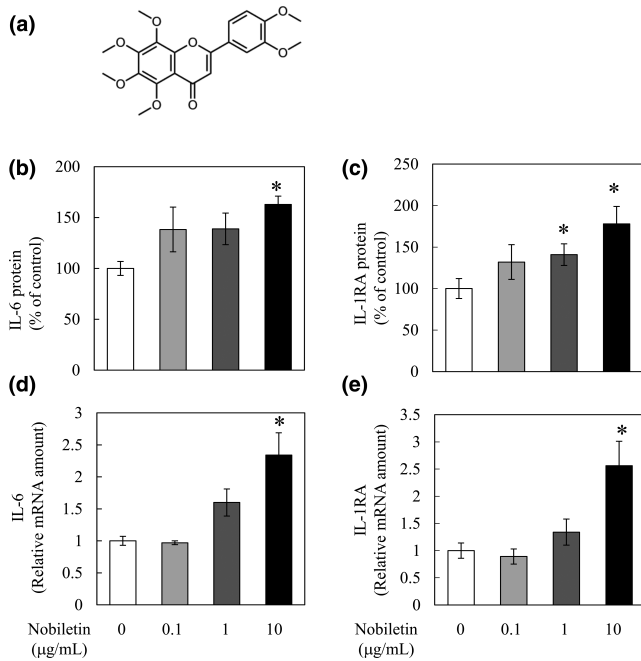 (a)
O
O
O
O
O
O
O
O
(b)
200
150
100
50
0
IL-6 protein
(% of control)
*
(c)
250
200
150
100
50
0
IL-1RA protein
(% of control)
*
*
(d)
3
2.5
2
1.5
1
0.5
0
IL-6
(Relative mRNA amount)
*
(e)
3.5
3
2.5
2
1.5
1
0.5
0
IL-1RA
(Relative mRNA amount)
*
Nobiletin
(μg/mL)
0 0.1 1 10
Nobiletin
(μg/mL)
0 0.1 1 10